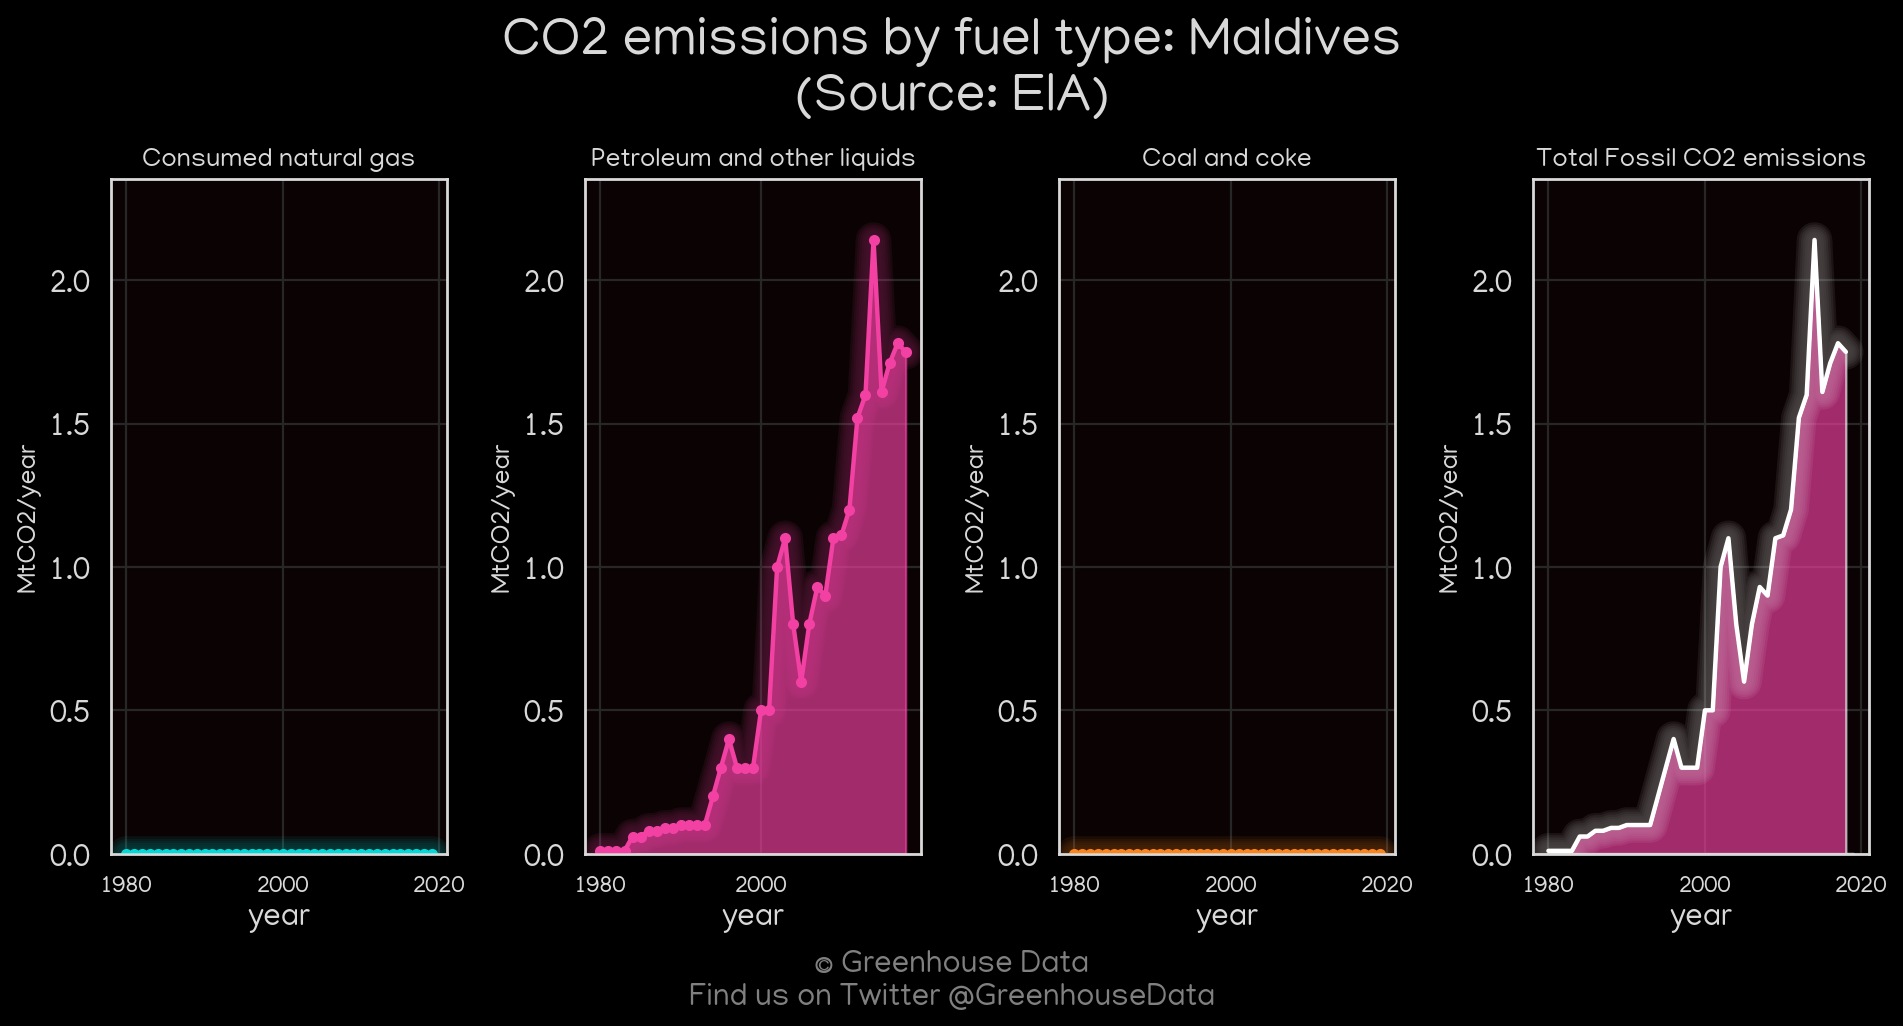 CO2 emissions by fuel type: Maldives
(Source: EIA)
Consumed natural gas
Petroleum and other liquids
Coal and coke
Total Fossil CO2 emissions
MtCO2/year
2.0
1.5
1.0
0.5
0.0
1980
2000
2020
year
MtCO2/year
2.0
1.5
1.0
0.5
0.0
1980
2000
year
MtCO2/year
2.0
1.5
1.0
0.5
0.0
1980
2000
2020
year
MtCO2/year
2.0
1.5
1.0
0.5
0.0
1980
2000
2020
year
© Greenhouse Data
Find us on Twitter @GreenhouseData